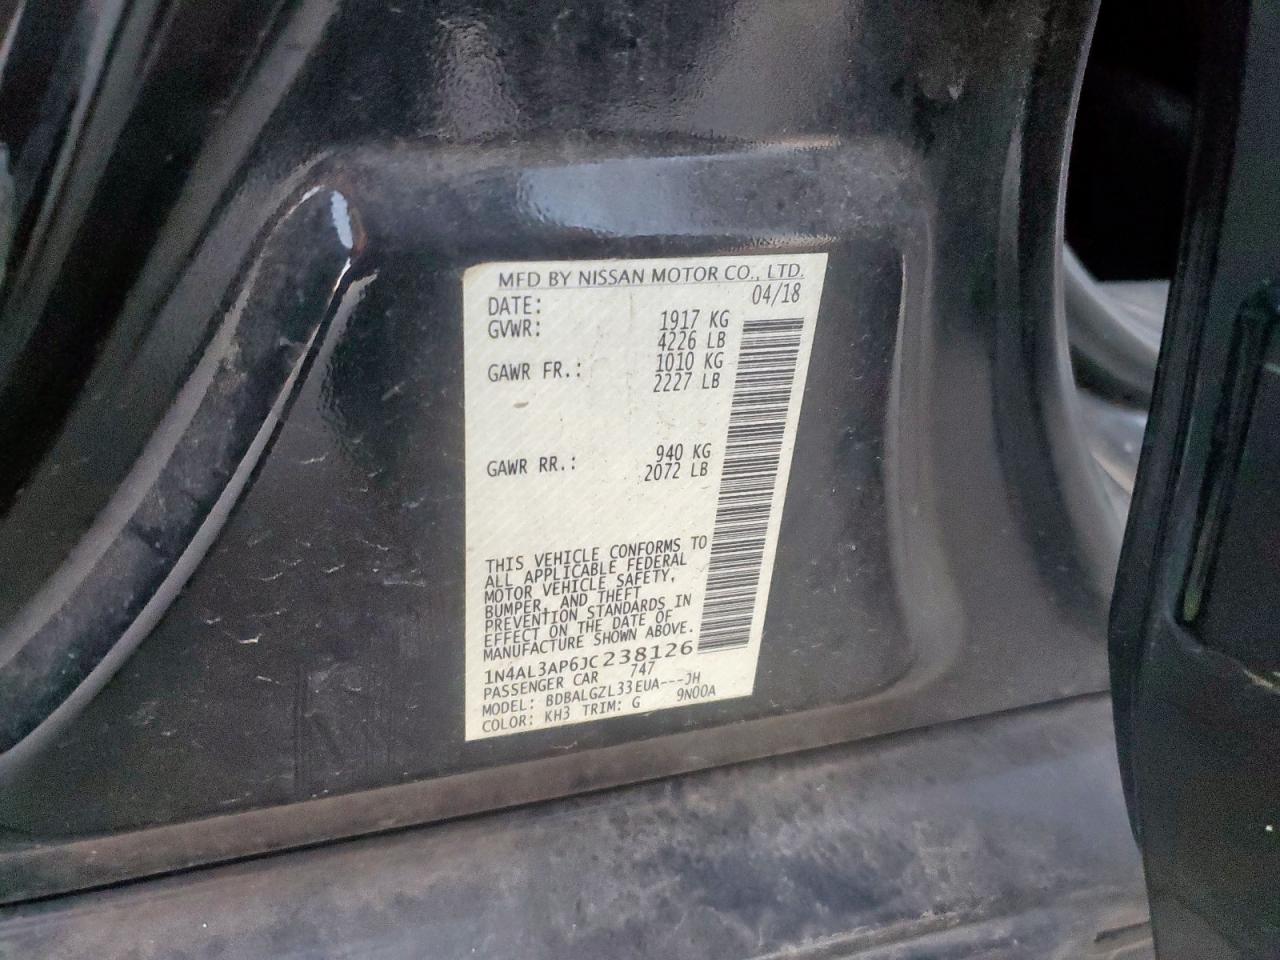 MFD BY NISSAN MOTOR CO., LTD.
DATE: 04/18
GVWR: 1917 KG
4226 LB
GAWR FR.: 1010 KG
2227 LB
GAWR RR.: 940 KG
2072 LB
THIS VEHICLE CONFORMS TO
ALL APPLICABLE FEDERAL
MOTOR VEHICLE SAFETY,
BUMPER, AND THEFT
PREVENTION STANDARDS IN
EFFECT ON THE DATE OF
MANUFACTURE SHOWN ABOVE.
1N4AL3AP6JC238126
PASSENGER CAR 747
MODEL: BDBALGZL33EUA---JH
COLOR: KH3 TRIM: G 9N00A